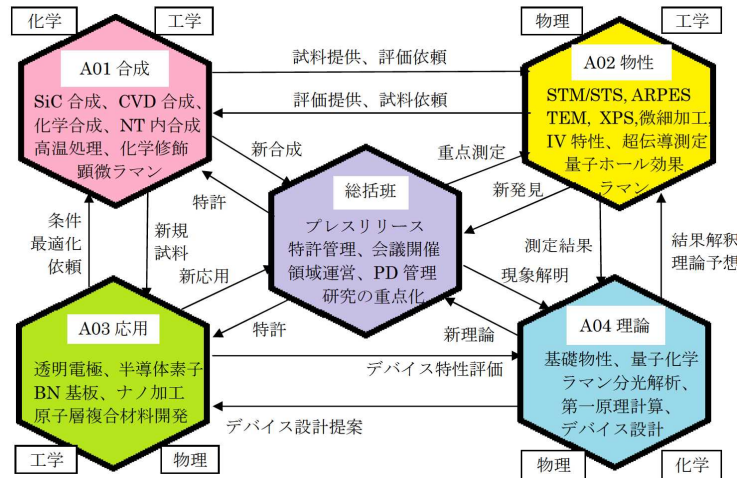 化学
工学
物理
工学
A01 合成
SiC 合成、CVD 合成、
化学合成、NT 内合成
高温処理、化学修飾
顕微ラマン
試料提供、評価依頼
評価提供、試料依頼
A02 物性
STM/STS, ARPES
TEM, XPS,微細加工,
IV 特性、超伝導測定
量子ホール効果
ラマン
新合成
重点測定
特許
新発見
総括班
プレスリリース
特許管理、会議開催
領域運営、PD 管理
研究の重点化
条件
最適化
依頼
新規
試料
新応用
測定結果
現象解明
結果解釈
理論予想
特許
新理論
A03 応用
透明電極、半導体素子
BN 基板、ナノ加工
原子層複合材料開発
デバイス特性評価
デバイス設計提案
A04 理論
基礎物性、量子化学
ラマン分光解析、
第一原理計算、
デバイス設計
工学
物理
物理
化学